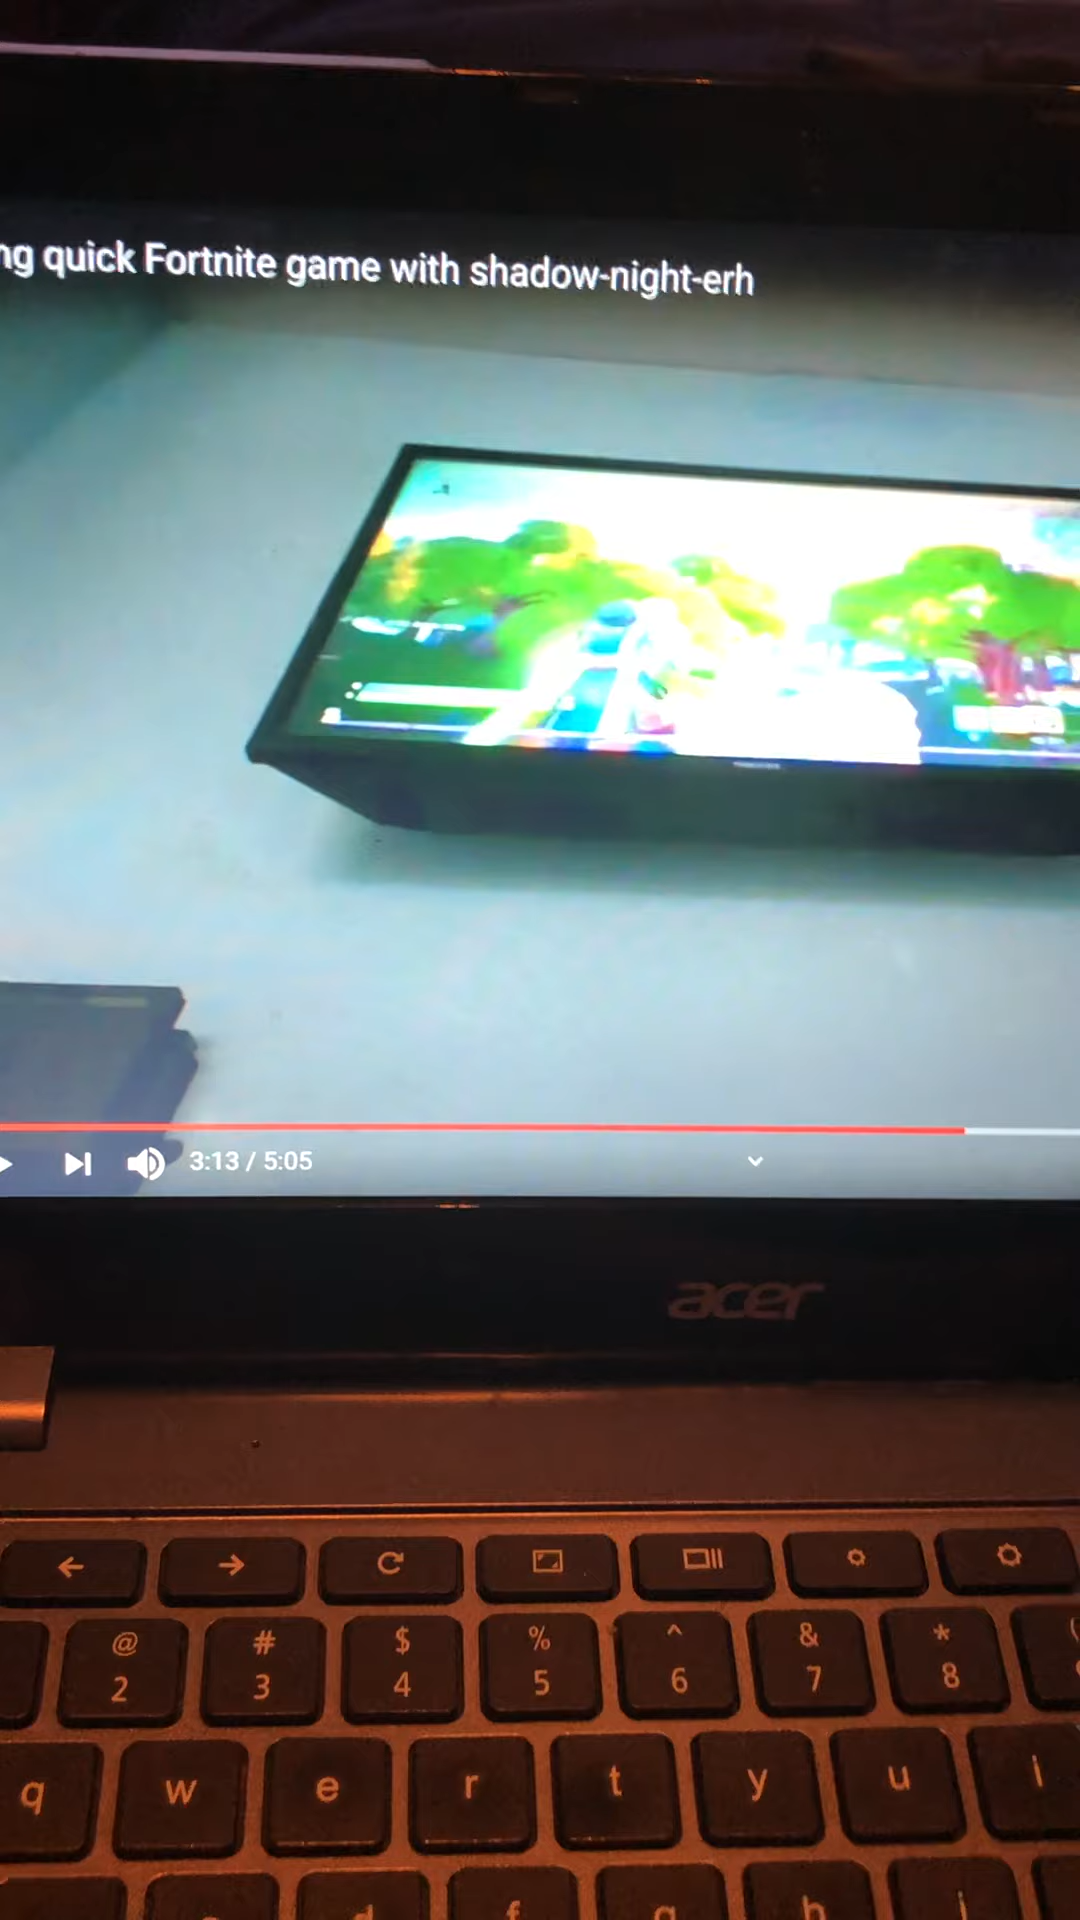 ng quick Fortnite game with shadow-night-erh
3:13 / 5:05
acer
@ # $ % ^ & *
2 3 4 5 6 7 8
q w e r t y u i